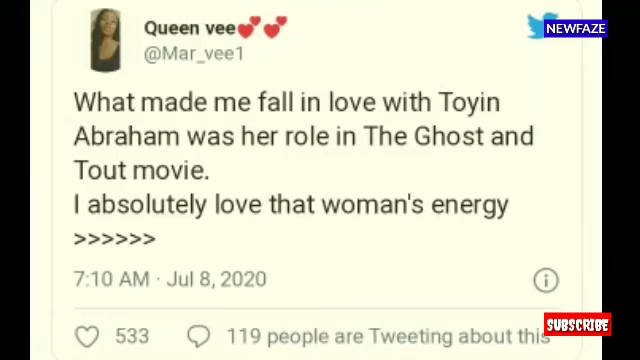 Queen vee💕💕
NEWFAZE
@Mar_vee1
What made me fall in love with Toyin
Abraham was her role in The Ghost and
Tout movie.
I absolutely love that woman's energy
>>>>>>
7:10 AM · Jul 8, 2020
533 119 people are Tweeting about this
SUBSCRIBE